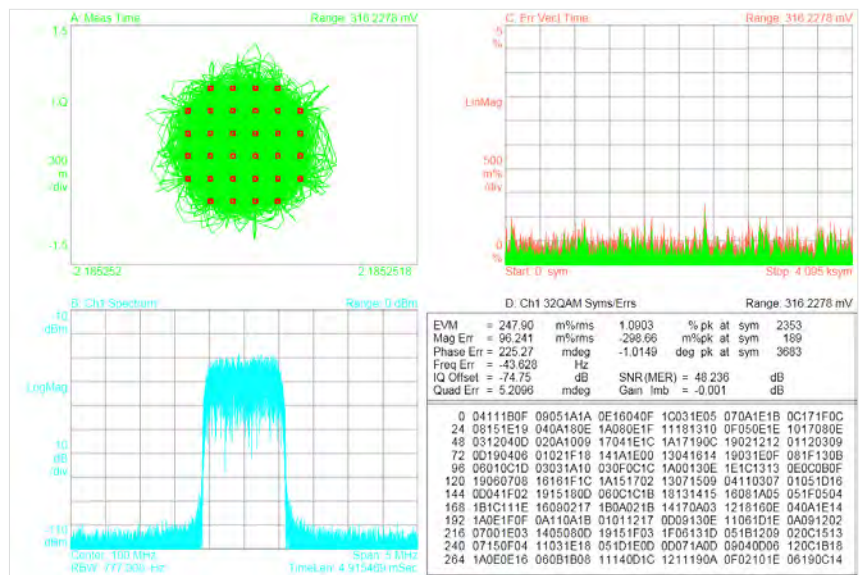 A: Meas Time Range: 316.2278 mV
1.5
I-Q
300
m
/div
-1.5
-2.185252 2.1852518
C: Err Vect Time Range: 316.2278 mV
5
%
LinMag
500
m%
/div
0
%
Start: 0 sym Stop: 4.095 ksym
B: Ch1 Spectrum Range: 0 dBm
-10
dBm
LogMag
10
dB
/div
-110
dBm
Center: 100 MHz Span: 5 MHz
RBW: Hz TimeLen: mSec
D: Ch1 32QAM Syms/Errs Range: 316.2278 mV
EVM = 247.90 m%rms 1.0903 % pk at sym 2353
Mag Err = 96.241 m%rms -298.66 m%pk at sym 189
Phase Err = 225.27 mdeg -1.0149 deg pk at sym 3683
Freq Err = -43.628 Hz
IQ Offset = -74.75 dB SNR(MER) = 48.236 dB
Quad Err = 5.2096 mdeg Gain Imb = -0.001 dB
0 04111B0F 09051A1A 0E16040F 1C031E05 070A1E1B 0C171F0C
24 08151E19 040A180E 1A080E1F 11181310 0F050E1E 1017080E
48 0312040D 020A1009 17041E1C 1A17190C 19021212 01120309
72 0D190406 01021F18 141A1E00 13041614 19031E0F 081F130B
96 06010C1D 03031A10 030F0C1C 1A00130E 1E1C1313 0E0C0B0F
120 19060708 16161F1C 1A151702 13071509 04110307 01051D16
144 0D041F02 1915180D 060C1C1B 18131415 16081A05 051F0504
168 1B1C111E 16090217 1B0A021B 14170A03 1218160E 040A1E14
192 1A0E1F0F 0A110A1B 01011217 0D09130E 11061D1E 0A091202
216 07001E03 1405080D 19151F03 1F06131D 051B1209 020C1513
240 07150F04 11031E18 051D1E0D 0D071A0D 09040D06 120C1B18
264 1A0E0E16 060B1B08 11140D1C 1211190A 0F02101E 06190C14